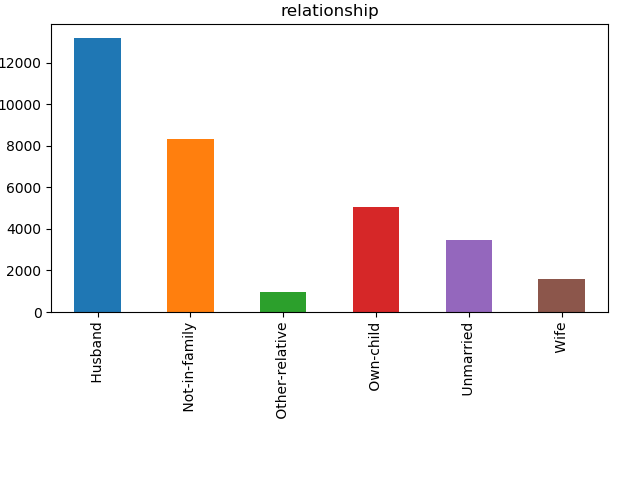 relationship
12000
10000
8000
6000
4000
2000
0
Husband
Not-in-family
Other-relative
Own-child
Unmarried
Wife